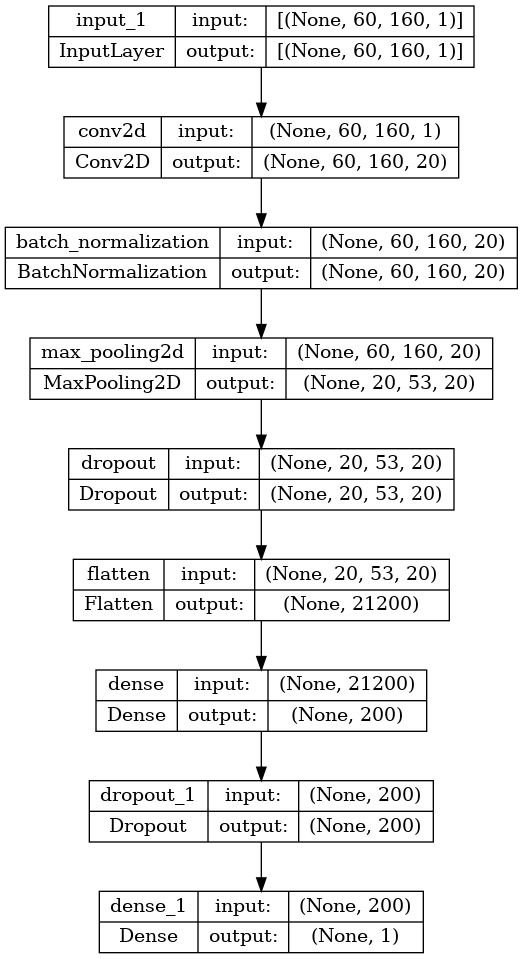 input_1 input: [(None, 60, 160, 1)]
InputLayer output: [(None, 60, 160, 1)]
conv2d input: (None, 60, 160, 1)
Conv2D output: (None, 60, 160, 20)
batch_normalization input: (None, 60, 160, 20)
BatchNormalization output: (None, 60, 160, 20)
max_pooling2d input: (None, 60, 160, 20)
MaxPooling2D output: (None, 20, 53, 20)
dropout input: (None, 20, 53, 20)
Dropout output: (None, 20, 53, 20)
flatten input: (None, 20, 53, 20)
Flatten output: (None, 21200)
dense input: (None, 21200)
Dense output: (None, 200)
dropout_1 input: (None, 200)
Dropout output: (None, 200)
dense_1 input: (None, 200)
Dense output: (None, 1)